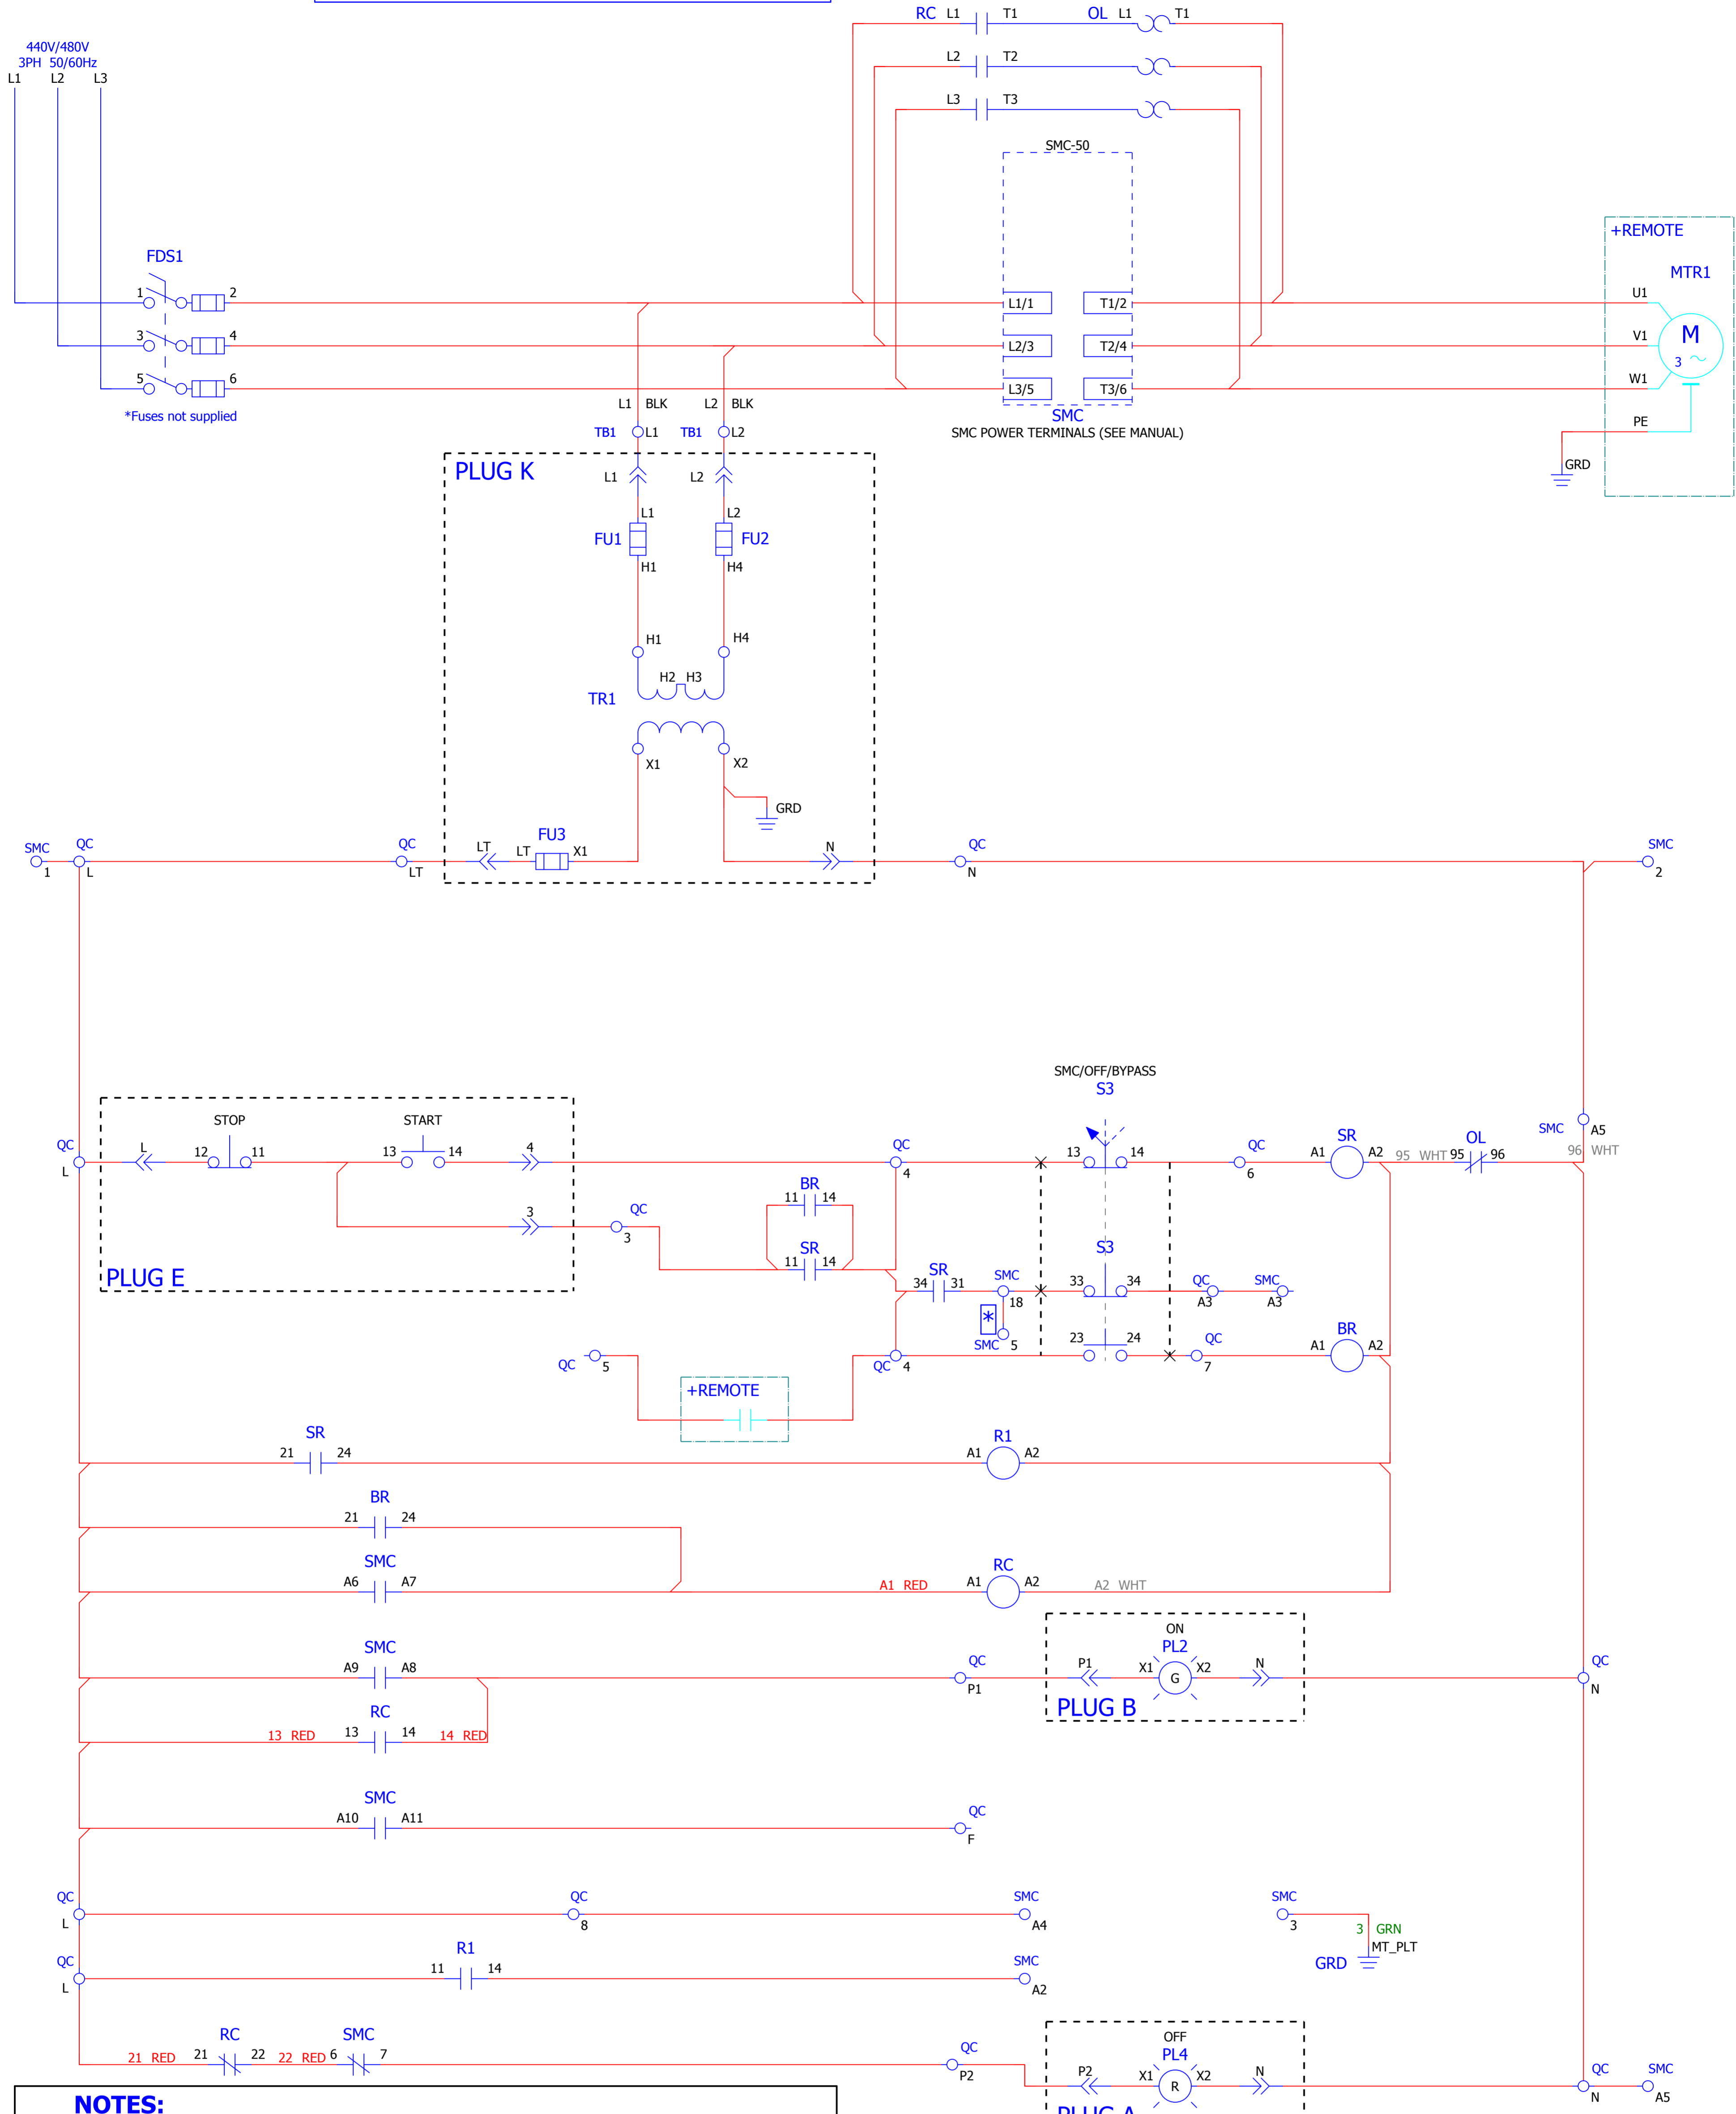 RC L1 T1 OL L1 T1
440V/480V
3PH 50/60Hz
L1 L2 L3
L2 T2
L3 T3
SMC-50
+REMOTE
FDS1
MTR1
1 2 L1/1 T1/2 U1
3 4 L2/3 T2/4 V1 M
3
5 6 L3/5 T3/6 W1
*Fuses not supplied
L1 BLK L2 BLK
SMC
PE
TB1 L1 TB1 L2
SMC POWER TERMINALS (SEE MANUAL)
PLUG K
L1 L2
GRD
L1 L2
FU1 FU2
H1 H4
H1 H4
H2 H3
TR1
X1 X2
GRD
FU3
SMC QC QC LT LT X1 N QC SMC
1 L LT N 2
SMC/OFF/BYPASS
S3
STOP START
SMC A5
QC L 12 11 13 14 4 QC 13 14 QC SR A1 A2 95 WHT 95 OL 96 96 WHT
L 4 6
BR
11 14
3 QC
3
SR
11 14
S3
PLUG E
SR
34 31 SMC 33 34 QC SMC
18 A3 A3
*
SMC 5
23 24 QC BR
A1 A2
QC 5 QC 4 7
+REMOTE
SR R1
21 24 A1 A2
BR
21 24
SMC RC
A6 A7 A1 RED A1 A2 A2 WHT
ON
SMC PL2
A9 A8 QC P1 X1 G X2 N QC
P1 N
RC PLUG B
13 RED 13 14 14 RED
SMC
A10 A11 QC
F
QC QC SMC SMC
L 8 A4 3
3 GRN
MT_PLT
GRD
QC R1 SMC
L 11 14 A2
OFF
RC SMC PL4
21 RED 21 22 22 RED 6 7 QC
P2 P2 X1 R X2 N QC SMC
N A5
NOTES:
PLUG A